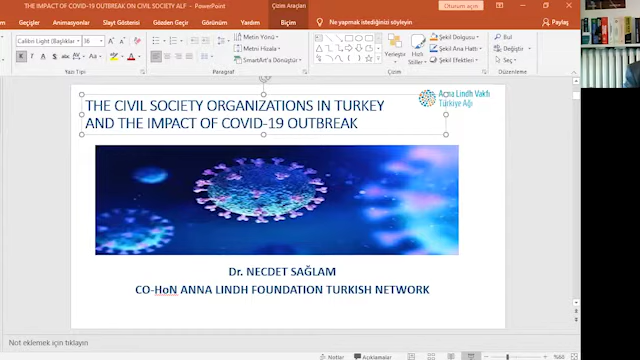 THE IMPACT OF COVID-19 OUTBREAK ON CIVIL SOCIETY ALF - PowerPoint
Çizim Araçları
Oturum açın
Geçişler Animasyonlar Slayt Gösterisi Gözden Geçir Görünüm Yardım Biçim Ne yapmak istediğinizi söyleyin Paylaş
Calibri Light (Başlıklar) 36
Metin Yönü
Metni Hizala
SmartArt'a Dönüştür
Yerleştir
Hızlı
Stiller
Şekil Dolgusu
Şekil Ana Hattı
Şekil Efektleri
Bul
Değiştir
Seç
Yazı Tipi Paragraf Çizim Düzenleme
THE CIVIL SOCIETY ORGANIZATIONS IN TURKEY
AND THE IMPACT OF COVID-19 OUTBREAK
Anna Lindh Vakfı
Türkiye Ağı
Dr. NECDET SAĞLAM
CO-HoN ANNA LINDH FOUNDATION TURKISH NETWORK
Not eklemek için tıklayın
Notlar Açıklamalar %60